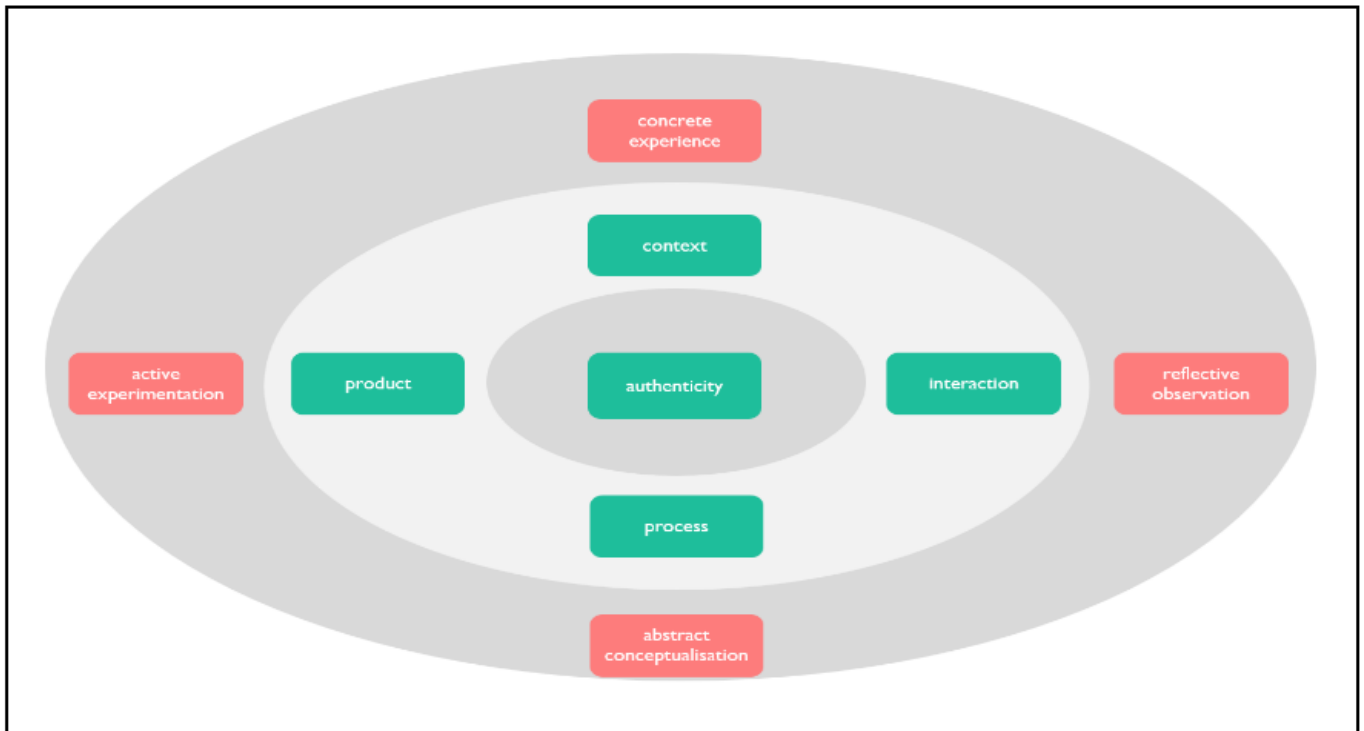 concrete
experience
context
active
experimentation
product
authenticity
interaction
reflective
observation
process
abstract
conceptualisation